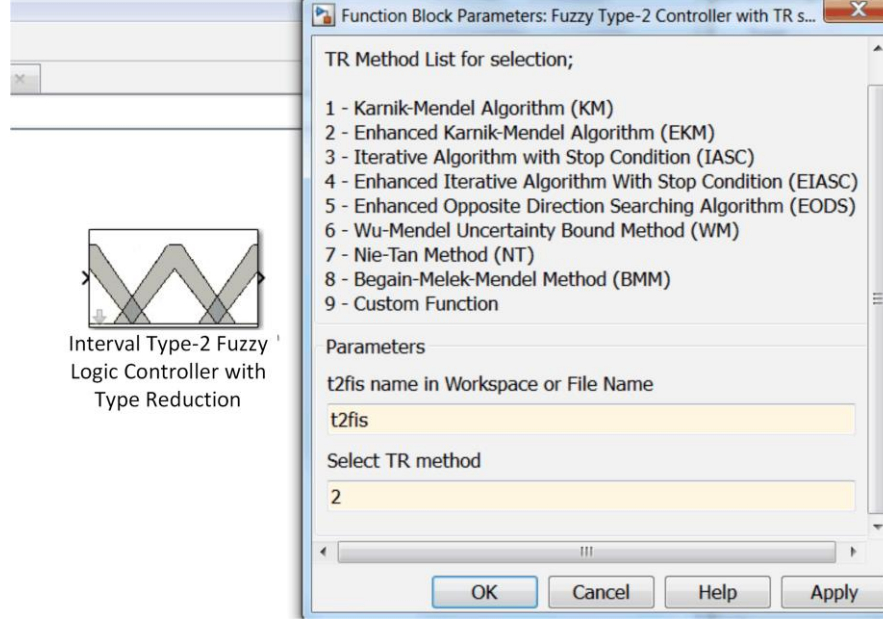 Function Block Parameters: Fuzzy Type-2 Controller with TR s...
TR Method List for selection;
1 - Karnik-Mendel Algorithm (KM)
2 - Enhanced Karnik-Mendel Algorithm (EKM)
3 - Iterative Algorithm with Stop Condition (IASC)
4 - Enhanced Iterative Algorithm With Stop Condition (EIASC)
5 - Enhanced Opposite Direction Searching Algorithm (EODS)
6 - Wu-Mendel Uncertainty Bound Method (WM)
7 - Nie-Tan Method (NT)
8 - Begain-Melek-Mendel Method (BMM)
9 - Custom Function
Interval Type-2 Fuzzy
Logic Controller with
Type Reduction
Parameters
t2fis name in Workspace or File Name
t2fis
Select TR method
2
OK
Cancel
Help
Apply